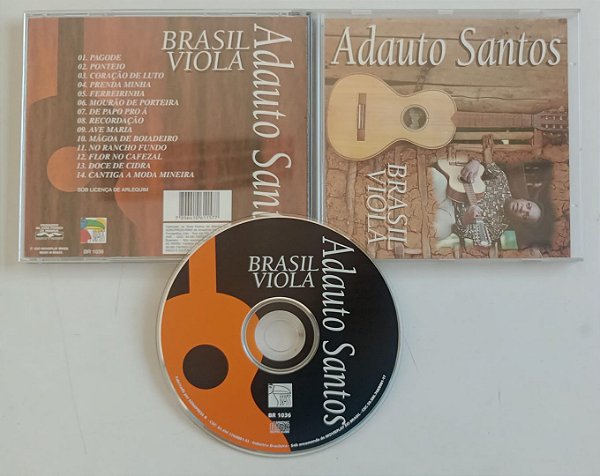 BRASIL
VIOLA
Adauto Santos
01. PAGODE
02. PONTEIO
03. CORAÇÃO DE LUTO
04. PRENDA MINHA
05. FERREIRINHA
06. MOURÃO DE PORTEIRA
07. DE PAPO PRO Á
08. RECORDAÇÃO
09. AVE MARIA
10. MÁGOA DE BOIADEIRO
11. NO RANCHO FUNDO
12. FLOR NO CAFEZAL
13. DOCE DE CIDRA
14. CANTIGA A MODA MINEIRA
SOB LICENÇA DE ARLEQUIM
BR 1036
Adauto Santos
BRASIL
VIOLA
BRASIL
VIOLA
Adauto Santos
BR 1036